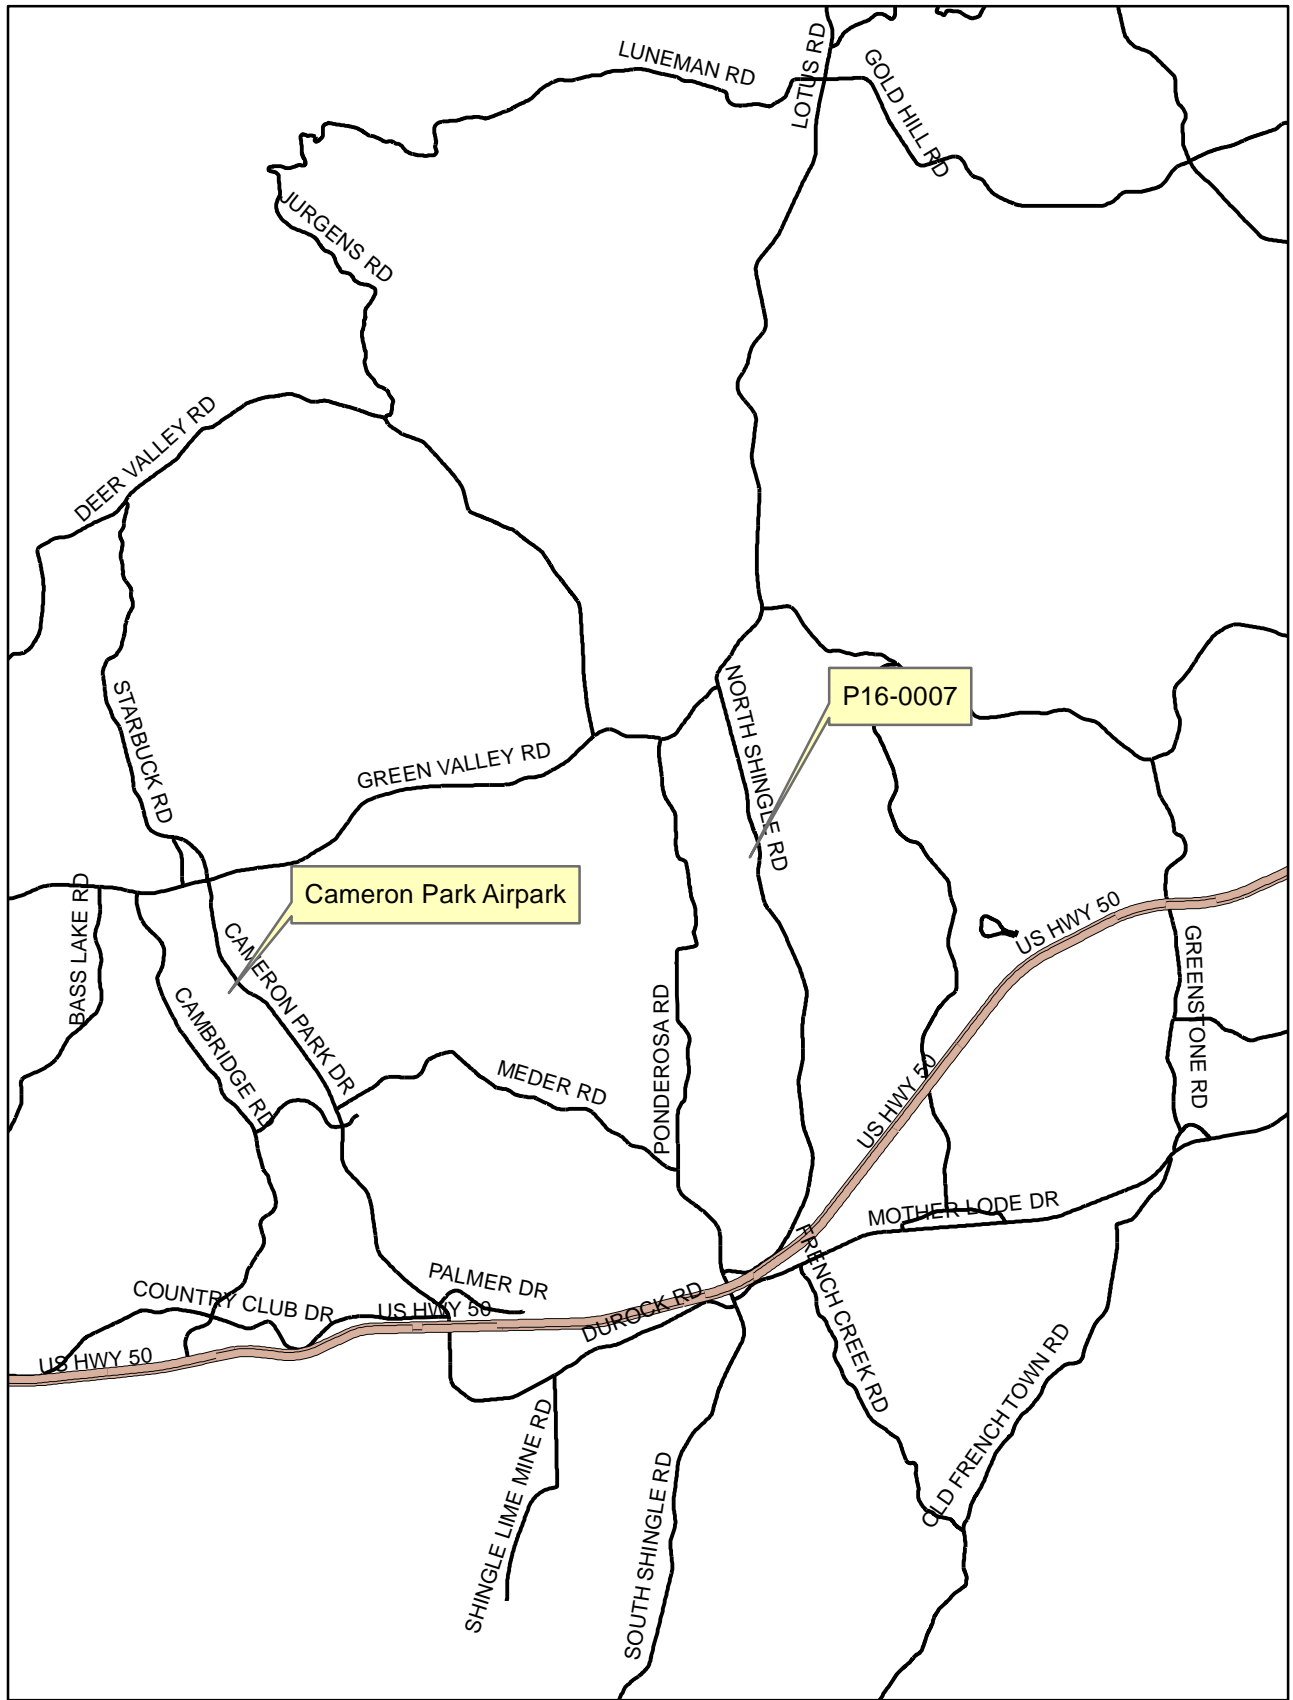 LUNEMAN RD
LOTUS RD
GOLD HILL RD
JURGENS RD
DEER VALLEY RD
STARBUCK RD
NORTH SHINGLE RD
P16-0007
GREEN VALLEY RD
Cameron Park Airpark
BASS LAKE RD
CAMERON PARK DR
US HWY 50
GREENSTONE RD
CAMBRIDGE RD
PONDEROSA RD
MEDER RD
US HWY 50
MOTHER LODE DR
FRENCH CREEK RD
PALMER DR
COUNTRY CLUB DR
US HWY 50
DUROCK RD
US HWY 50
OLD FRENCH TOWN RD
SHINGLE LIME MINE RD
SOUTH SHINGLE RD